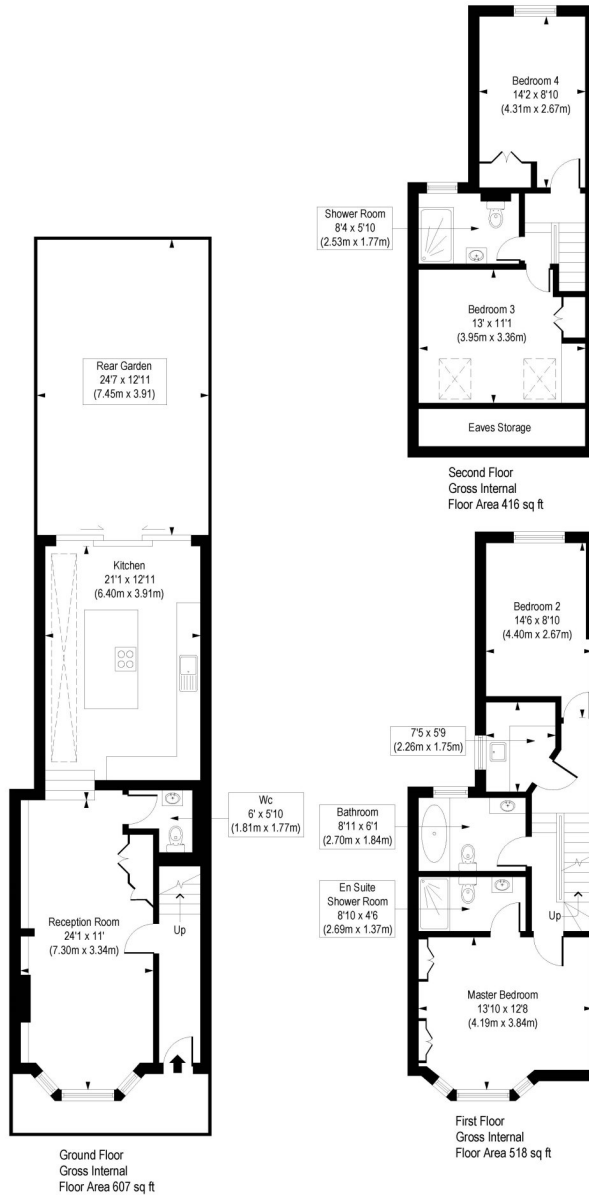 Bedroom 4
14'2 x 8'10
(4.31m x 2.67m)
Shower Room
8'4 x 5'10
(2.53m x 1.77m)
Bedroom 3
13' x 11'1
(3.95m x 3.36m)
Eaves Storage
Second Floor
Gross Internal
Floor Area 416 sq ft
Rear Garden
24'7 x 12'11
(7.45m x 3.91)
Kitchen
21'1 x 12'11
(6.40m x 3.91m)
Wc
6' x 5'10
(1.81m x 1.77m)
Reception Room
24'1 x 11'
(7.30m x 3.34m)
Up
Ground Floor
Gross Internal
Floor Area 607 sq ft
Bedroom 2
14'6 x 8'10
(4.40m x 2.67m)
7'5 x 5'9
(2.26m x 1.75m)
Bathroom
8'11 x 6'1
(2.70m x 1.84m)
En Suite
Shower Room
8'10 x 4'6
(2.69m x 1.37m)
Up
Master Bedroom
13'10 x 12'8
(4.19m x 3.84m)
First Floor
Gross Internal
Floor Area 518 sq ft